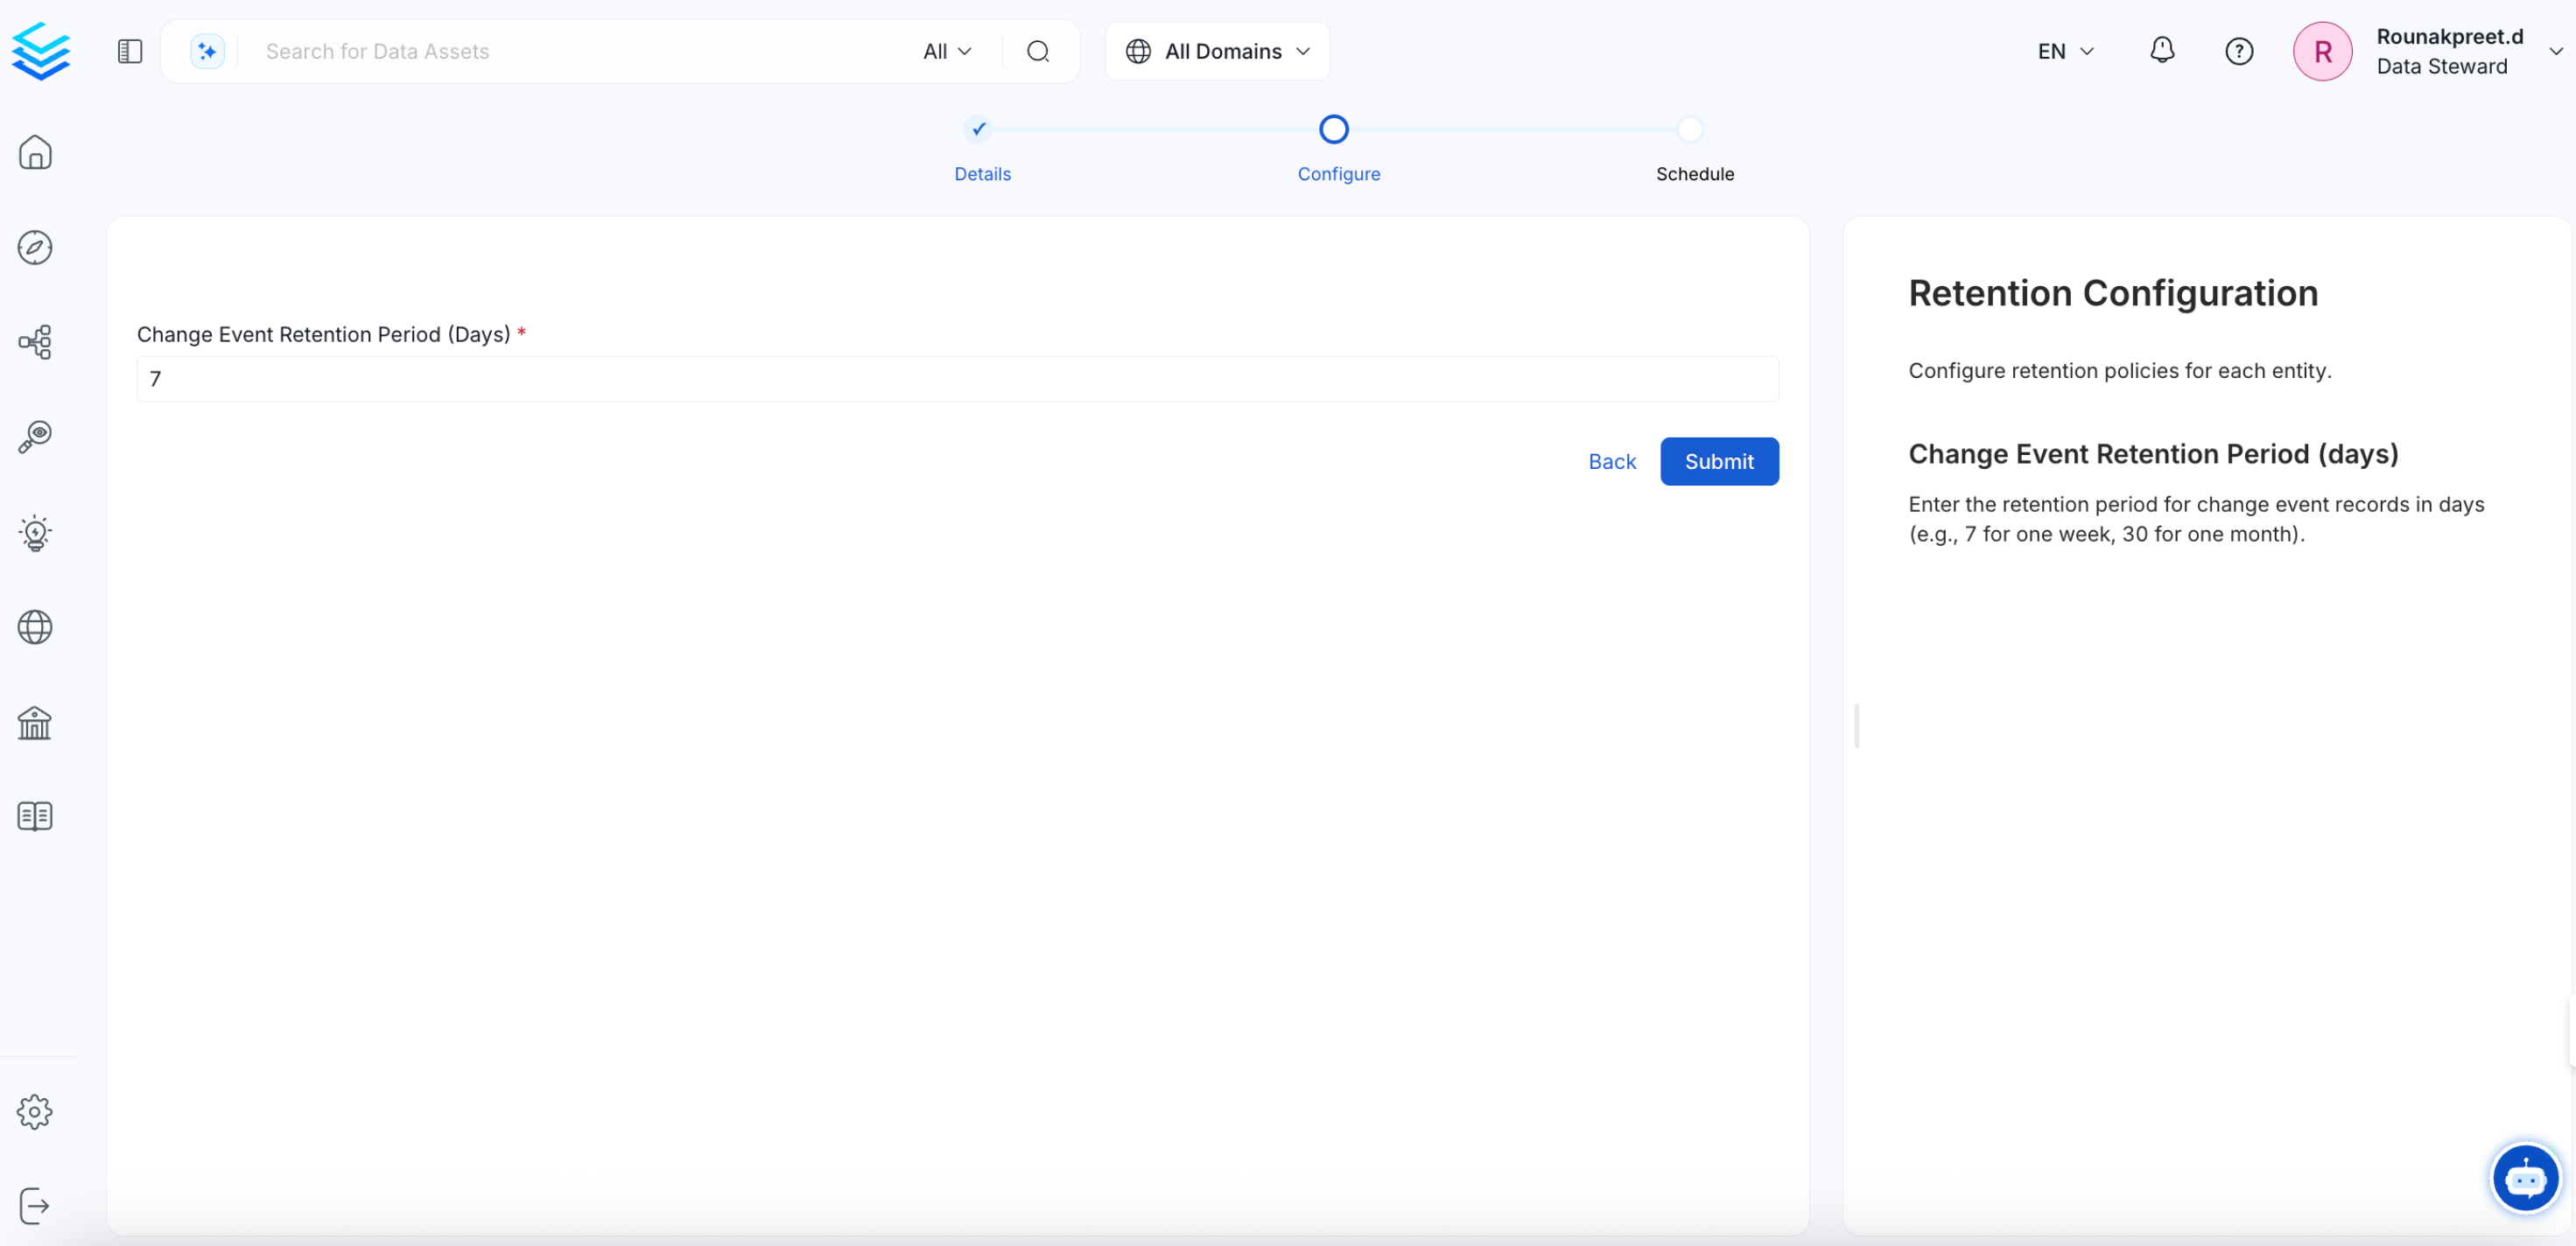 Search for Data Assets
All
All Domains
EN
R
Rounakpreet.d
Data Steward
Details
Configure
Schedule
Change Event Retention Period (Days) *
7
Back
Submit
Retention Configuration
Configure retention policies for each entity.
Change Event Retention Period (days)
Enter the retention period for change event records in days
(e.g., 7 for one week, 30 for one month).